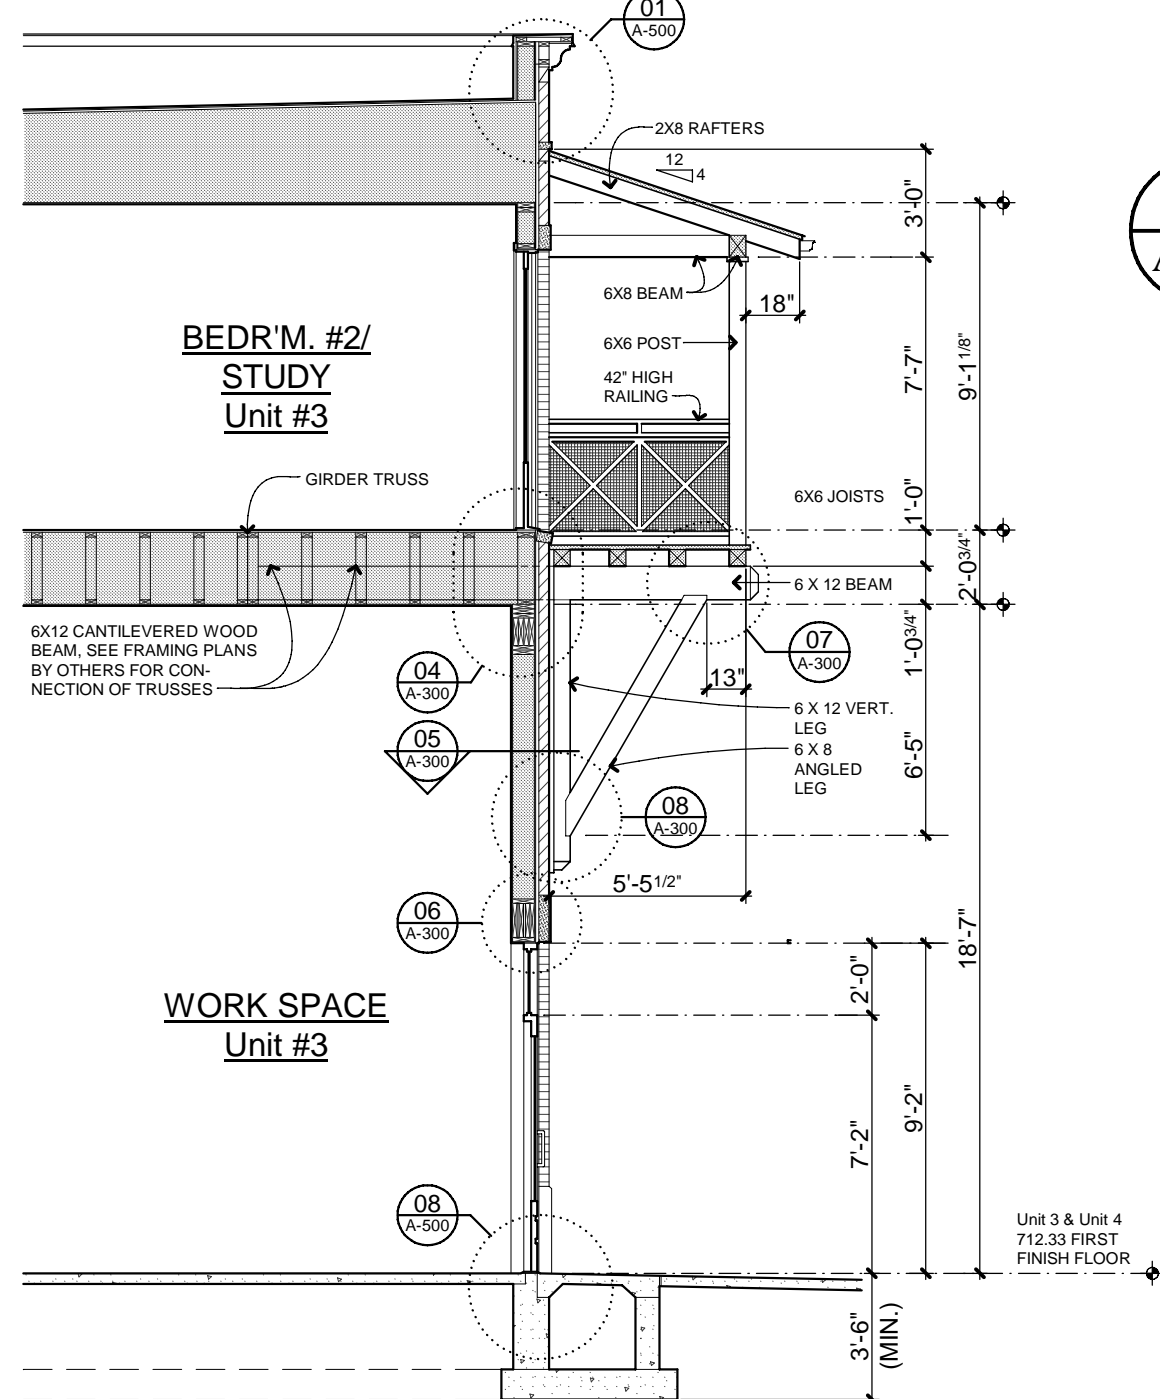 01
A-500
2X8 RAFTERS
12
4
3'-0"
6X8 BEAM
18"
6X6 POST
42" HIGH
RAILING
BEDR'M. #2/
STUDY
Unit #3
7'-7"
9'-1 1/8"
GIRDER TRUSS
6X6 JOISTS
1'-0"
2'-0 3/4"
6 X 12 BEAM
6X12 CANTILEVERED WOOD
BEAM, SEE FRAMING PLANS
BY OTHERS FOR CON-
NECTION OF TRUSSES
04
A-300
07
A-300
1'-0 3/4"
13"
6 X 12 VERT.
LEG
05
A-300
6 X 8
ANGLED
LEG
6'-5"
08
A-300
5'-5 1/2"
06
A-300
18'-7"
WORK SPACE
Unit #3
2'-0"
9'-2"
7'-2"
08
A-500
Unit 3 & Unit 4
712.33 FIRST
FINISH FLOOR
3'-6"
(MIN.)